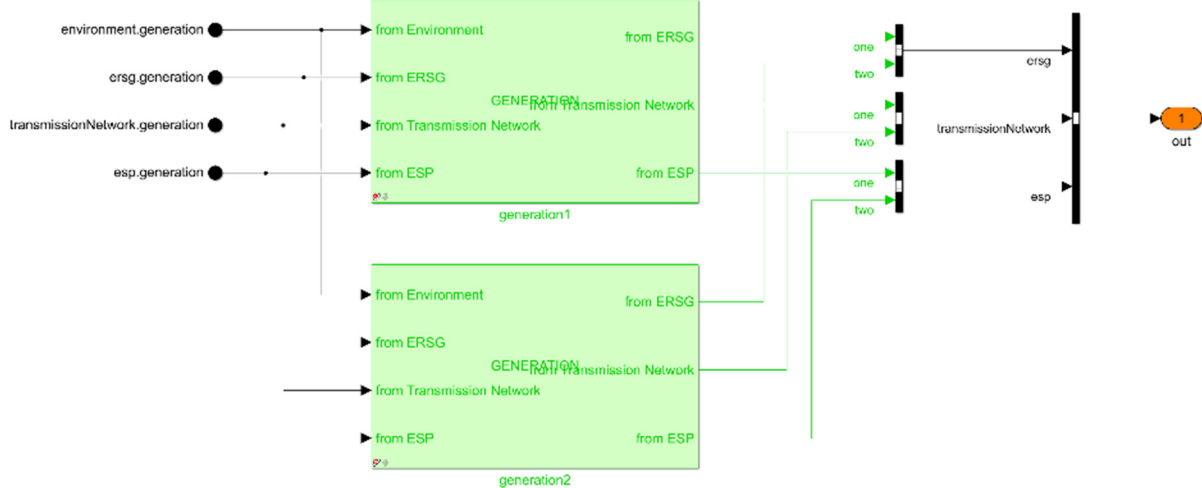 environment.generation
ersg.generation
transmissionNetwork.generation
esp.generation
from Environment
from ERSG
from Transmission Network
from ESP
GENERATION
from ERSG
from Transmission Network
from ESP
generation1
from Environment
from ERSG
from Transmission Network
from ESP
GENERATION
from ERSG
from Transmission Network
from ESP
generation2
one
two
one
two
one
two
ersg
transmissionNetwork
esp
1
out